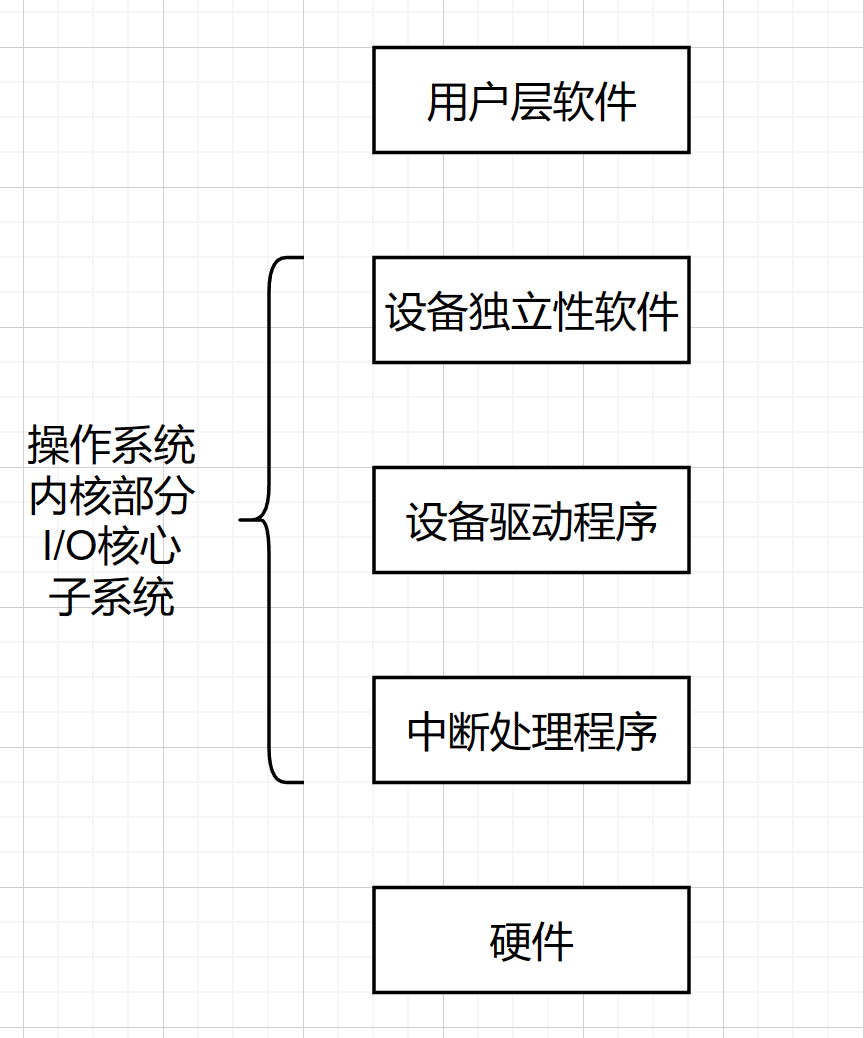 用户层软件
设备独立性软件
操作系统
内核部分
I/O核心
子系统
设备驱动程序
中断处理程序
硬件